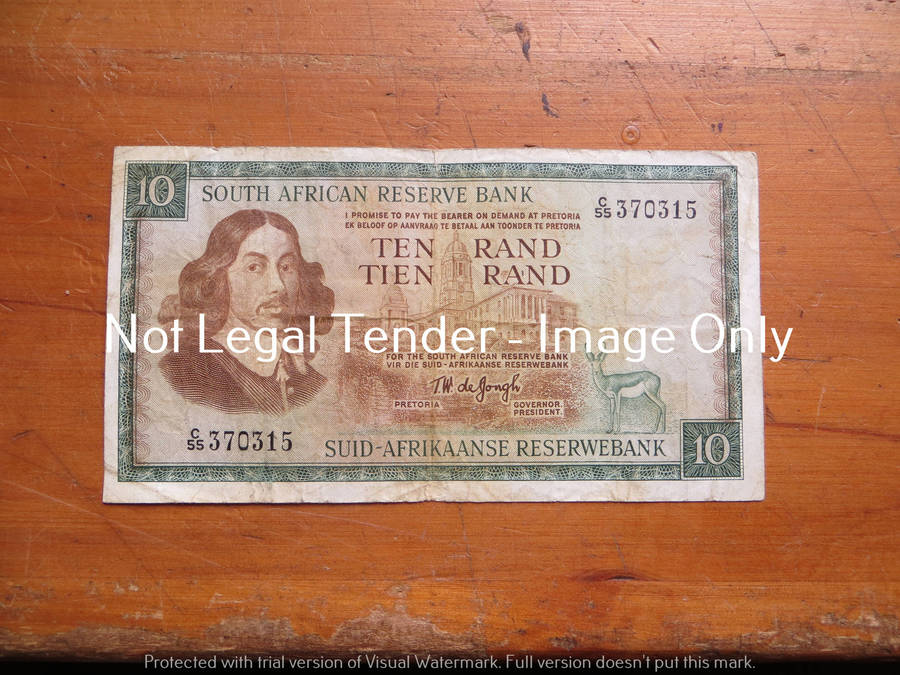 10
SOUTH AFRICAN RESERVE BANK
C/55 370315
I PROMISE TO PAY THE BEARER ON DEMAND AT PRETORIA
EK BELOOF OP AANVRAAG TE BETAAL AAN TOONDER TE PRETORIA
TEN RAND
TIEN RAND
Not Legal Tender - Image Only
FOR THE SOUTH AFRICAN RESERVE BANK
VIR DIE SUID-AFRIKAANSE RESERWEBANK
T.W. de Jongh
PRETORIA GOVERNOR.
PRESIDENT.
C/55 370315
SUID-AFRIKAANSE RESERWEBANK
10
Protected with trial version of Visual Watermark. Full version doesn't put this mark.